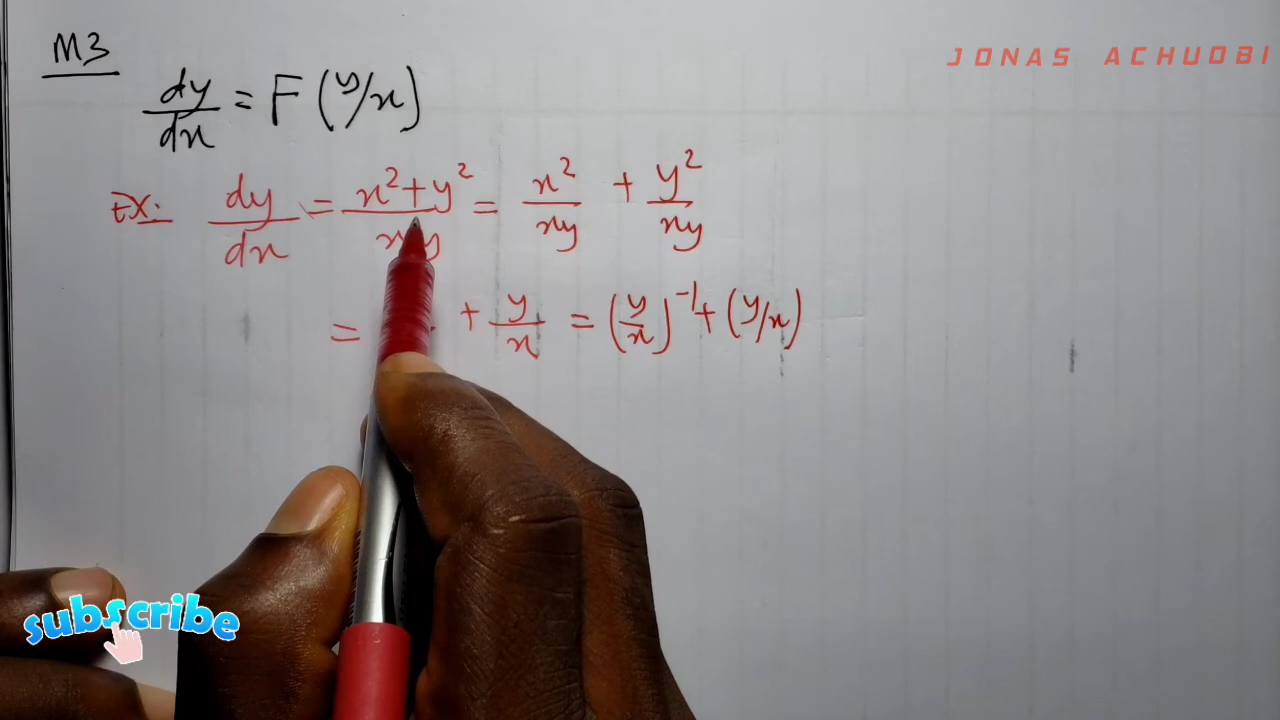 M3
JONAS ACHUOBI
dy/dx = F (y/x)
Ex: dy/dx = x²+y²/xy = x²/xy + y²/xy
= + y/x = (y/x)⁻¹ + (y/x)
subscribe